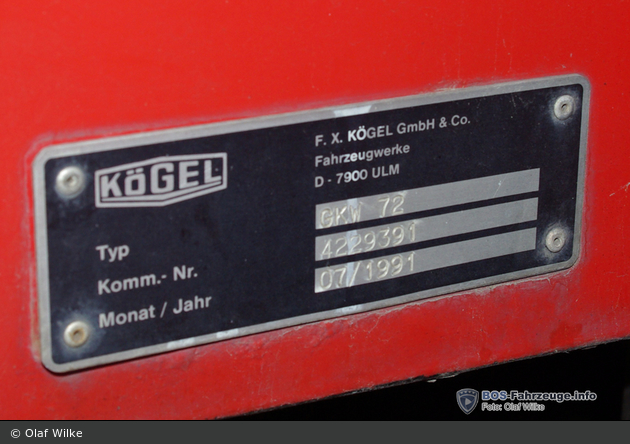 F. X. KÖGEL GmbH & Co.
Fahrzeugwerke
D - 7900 ULM
KÖGEL
Typ GKW 72
Komm.- Nr. 4229391
Monat / Jahr 07/1991
BOS-Fahrzeuge.info
Foto: Olaf Wilke
© Olaf Wilke